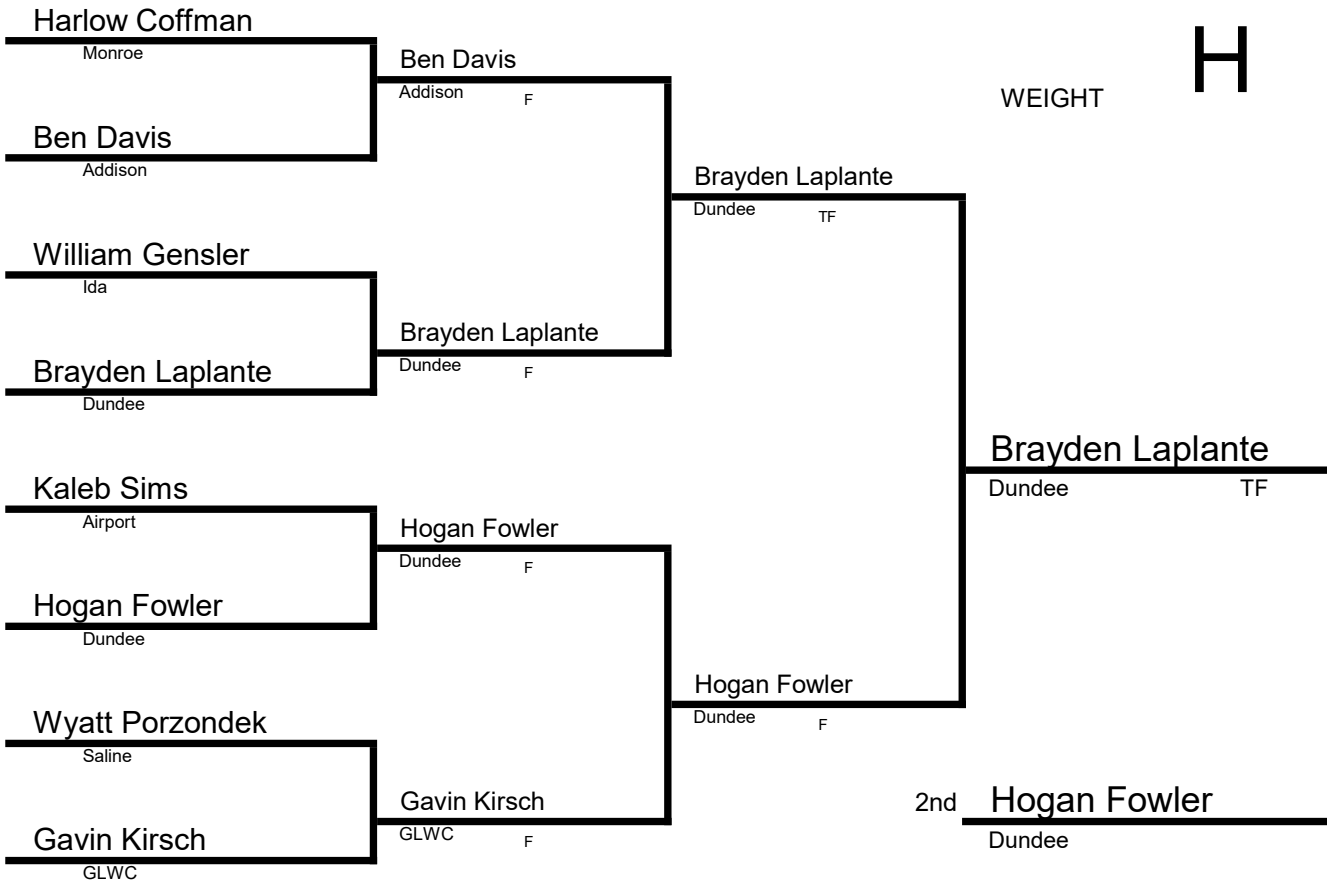 Harlow Coffman
Monroe
Ben Davis
Addison
F
Ben Davis
Addison
William Gensler
Ida
Brayden Laplante
Dundee
F
Brayden Laplante
Dundee
Brayden Laplante
Dundee
TF
Kaleb Sims
Airport
Hogan Fowler
Dundee
F
Hogan Fowler
Dundee
Wyatt Porzondek
Saline
Gavin Kirsch
GLWC
F
Gavin Kirsch
GLWC
Hogan Fowler
Dundee
F
WEIGHT
H
Brayden Laplante
Dundee
TF
2nd
Hogan Fowler
Dundee